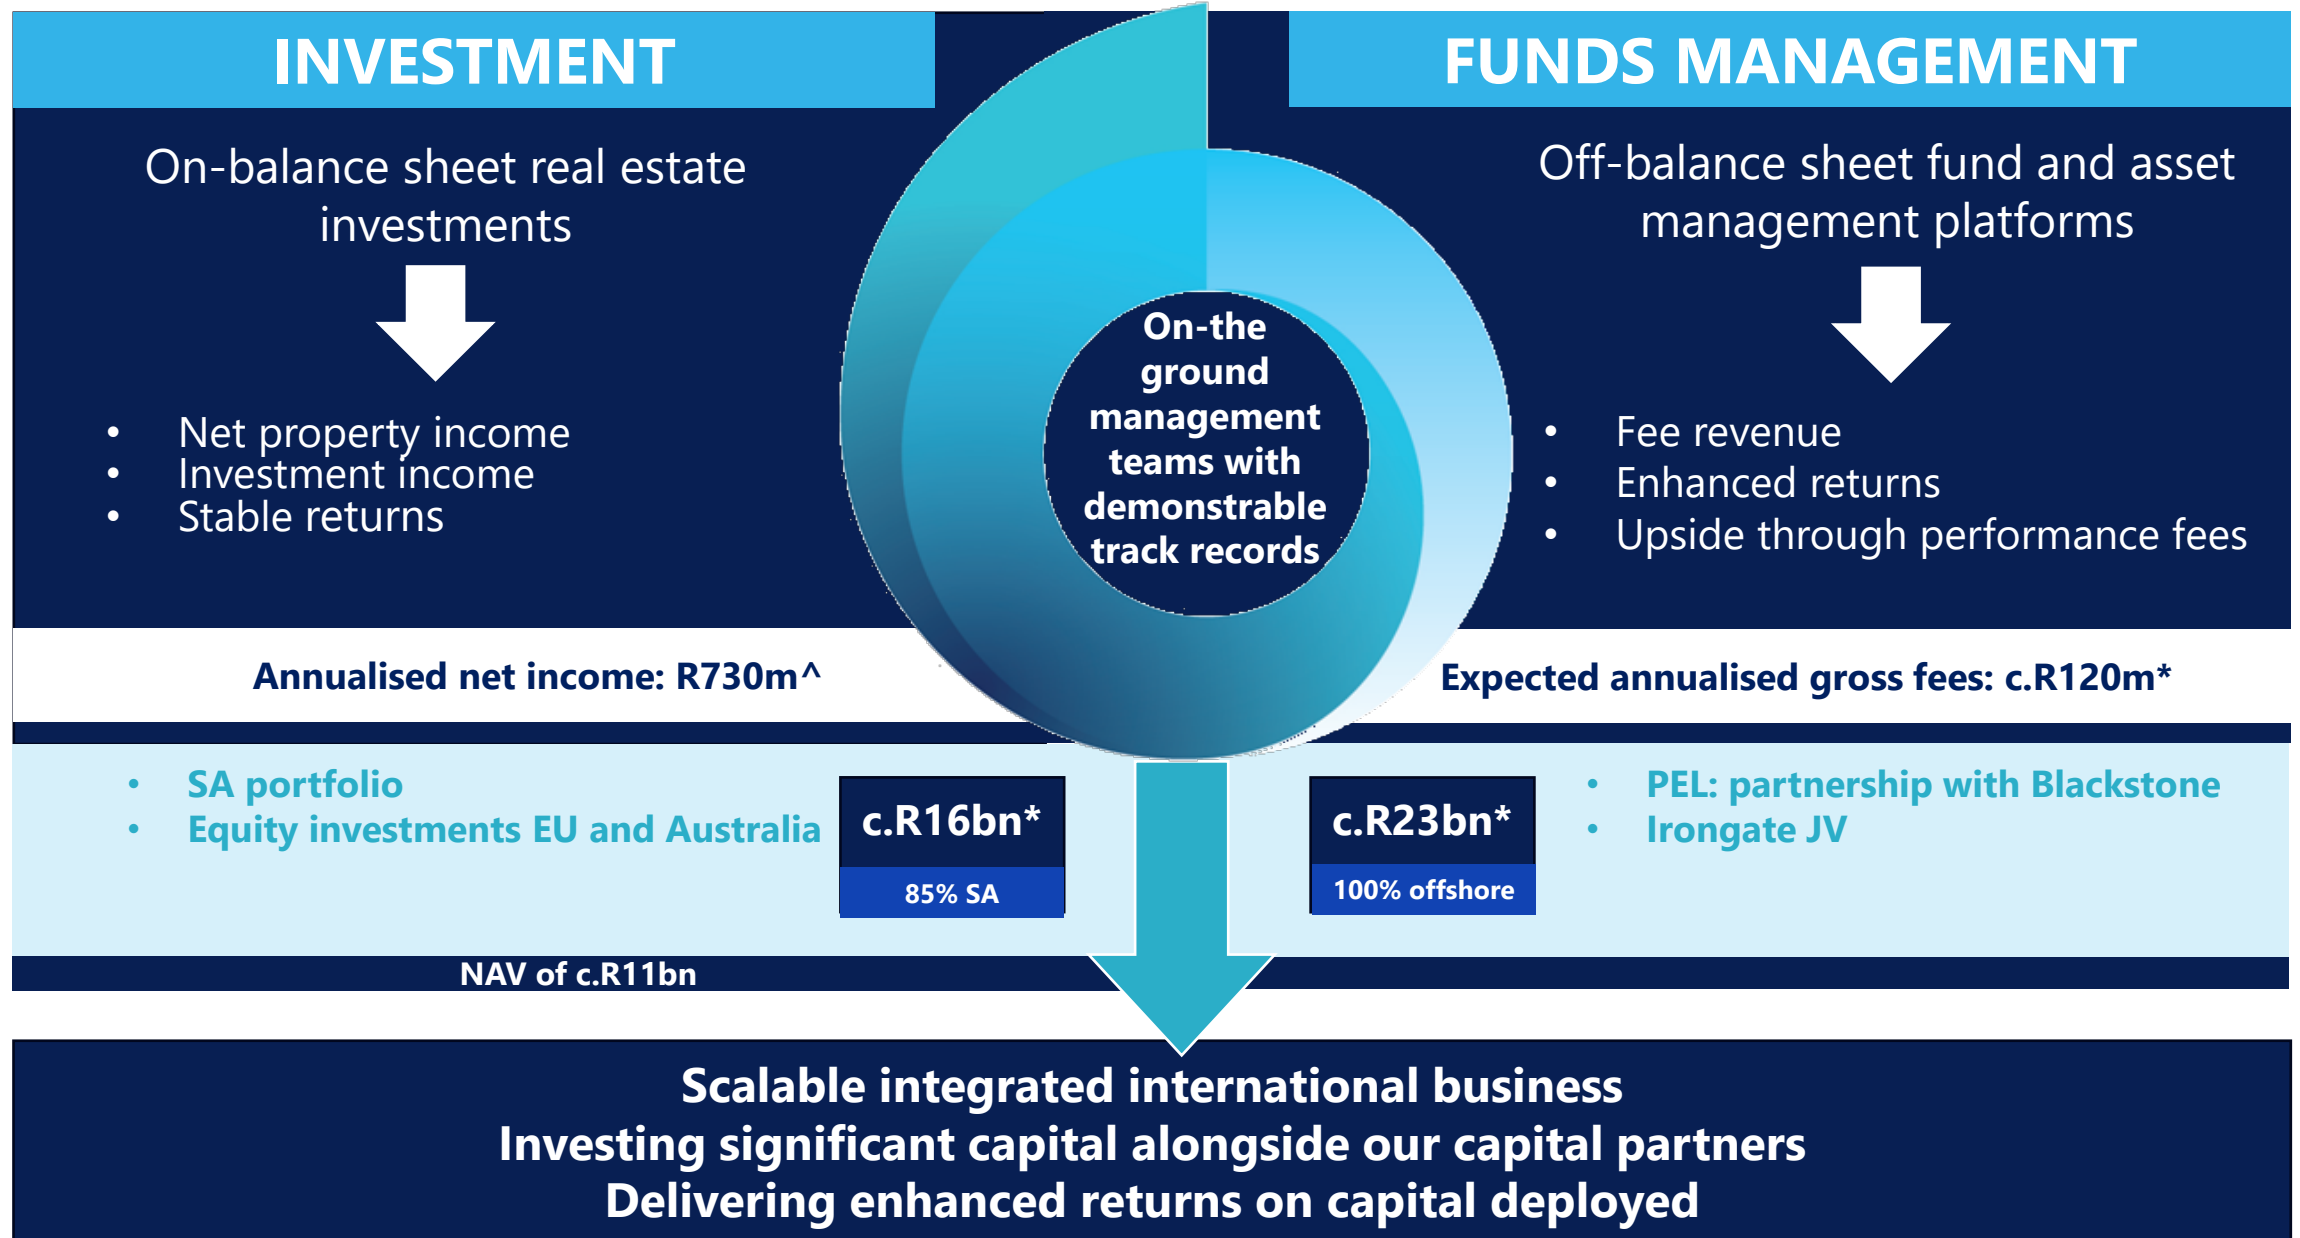 INVESTMENT
On-balance sheet real estate
investments
• Net property income
• Investment income
• Stable returns
Annualised net income: R730m^
• SA portfolio
• Equity investments EU and Australia
c.R16bn*
85% SA
NAV of c.R11bn
On-the
ground
management
teams with
demonstrable
track records
FUNDS MANAGEMENT
Off-balance sheet fund and asset
management platforms
• Fee revenue
• Enhanced returns
• Upside through performance fees
Expected annualised gross fees: c.R120m*
c.R23bn*
100% offshore
• PEL: partnership with Blackstone
• Irongate JV
Scalable integrated international business
Investing significant capital alongside our capital partners
Delivering enhanced returns on capital deployed